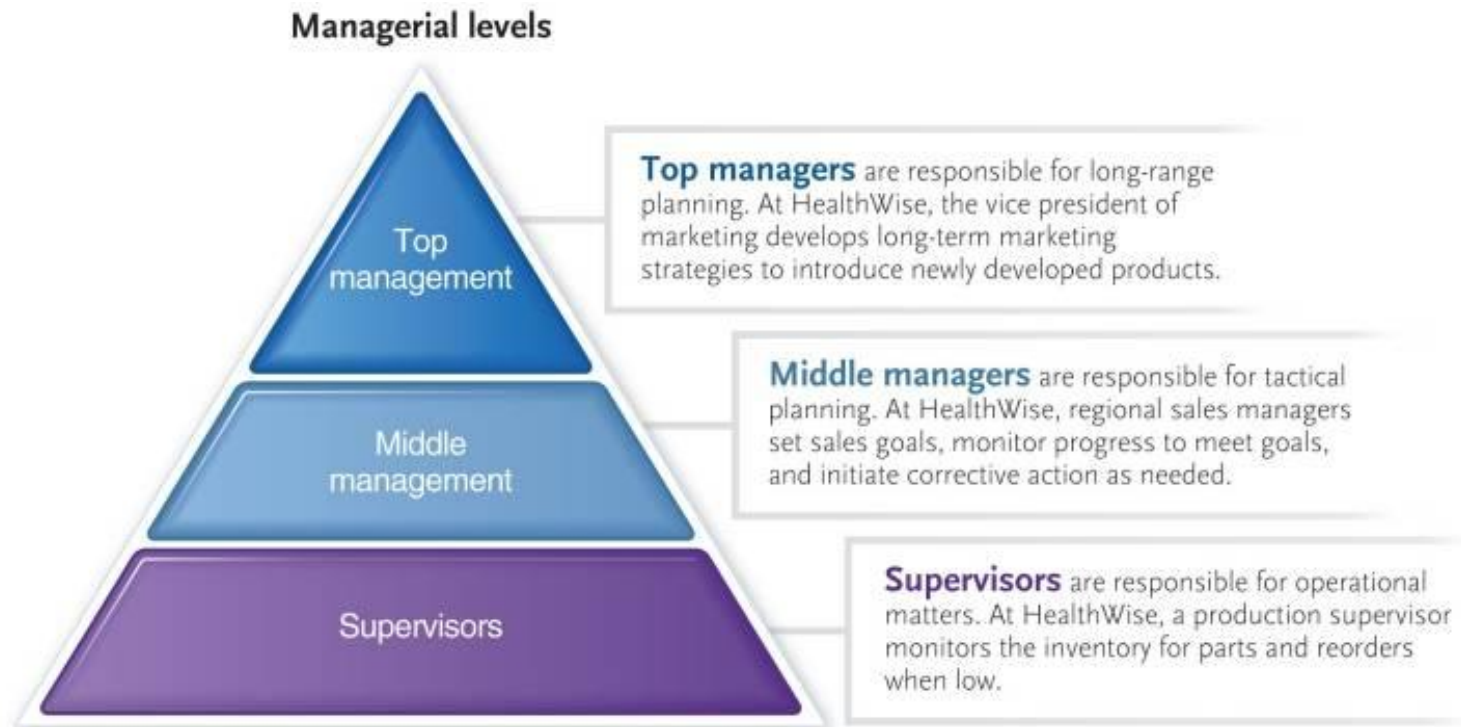 Managerial levels
Top
management
Top managers are responsible for long-range
planning. At HealthWise, the vice president of
marketing develops long-term marketing
strategies to introduce newly developed products.
Middle
management
Middle managers are responsible for tactical
planning. At HealthWise, regional sales managers
set sales goals, monitor progress to meet goals,
and initiate corrective action as needed.
Supervisors
Supervisors are responsible for operational
matters. At HealthWise, a production supervisor
monitors the inventory for parts and reorders
when low.